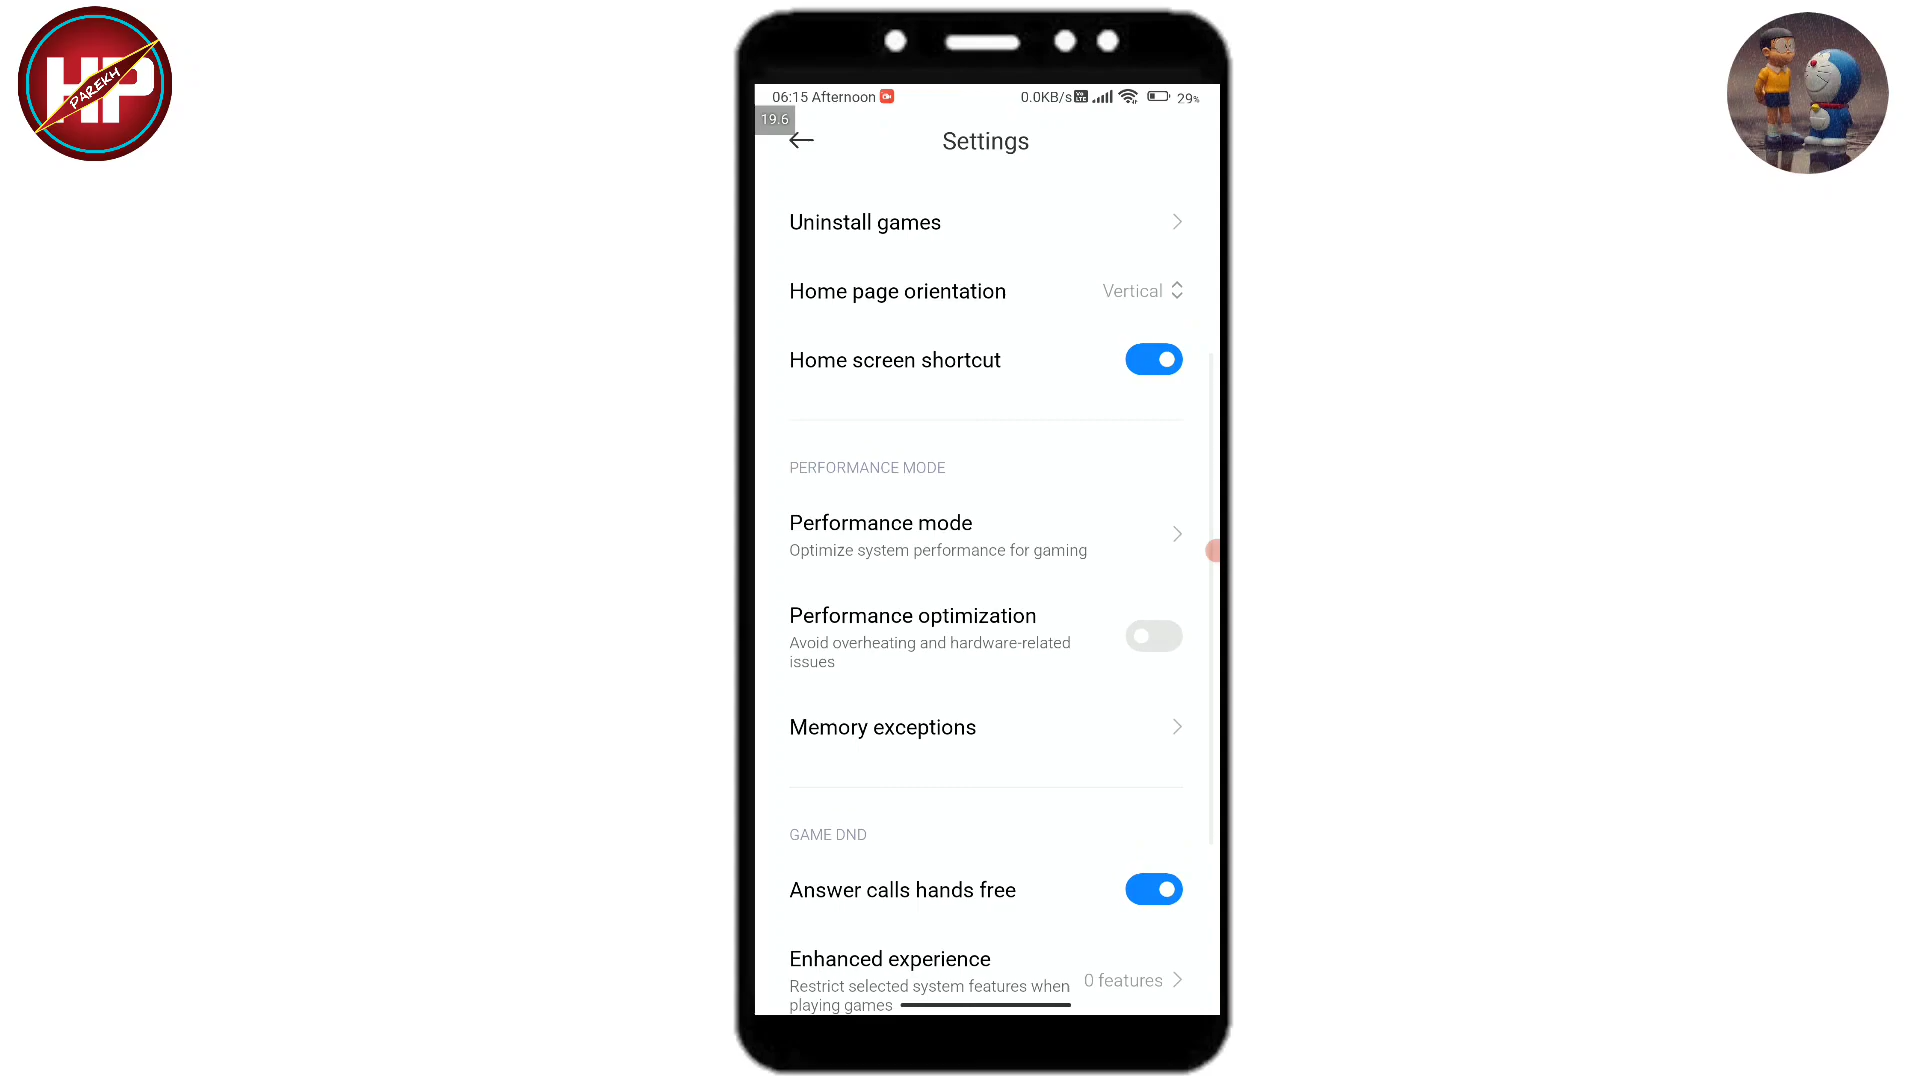 HP
PAREKH
06:15 Afternoon
0.0KB/s Vo LTE 29%
19.6
Settings
Uninstall games
Home page orientation Vertical
Home screen shortcut
PERFORMANCE MODE
Performance mode
Optimize system performance for gaming
Performance optimization
Avoid overheating and hardware-related
issues
Memory exceptions
GAME DND
Answer calls hands free
Enhanced experience
Restrict selected system features when
playing games
0 features